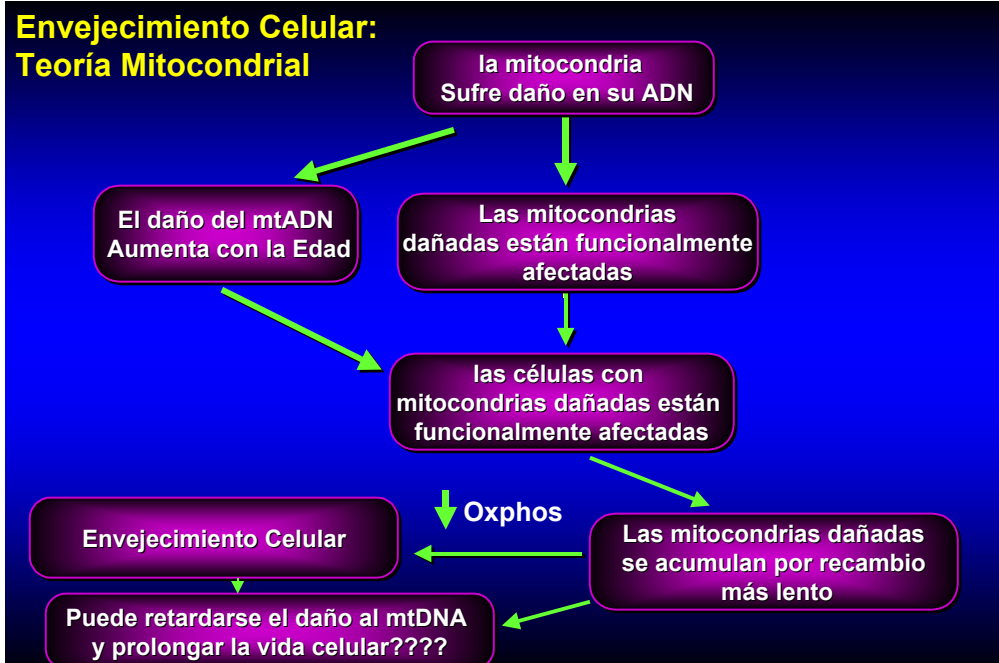 Envejecimiento Celular:
Teoría Mitocondrial
la mitocondria
Sufre daño en su ADN
El daño del mtADN
Aumenta con la Edad
Las mitocondrias
dañadas están funcionalmente
afectadas
las células con
mitocondrias dañadas están
funcionalmente afectadas
Oxphos
Envejecimiento Celular
Las mitocondrias dañadas
se acumulan por recambio
más lento
Puede retardarse el daño al mtDNA
y prolongar la vida celular????